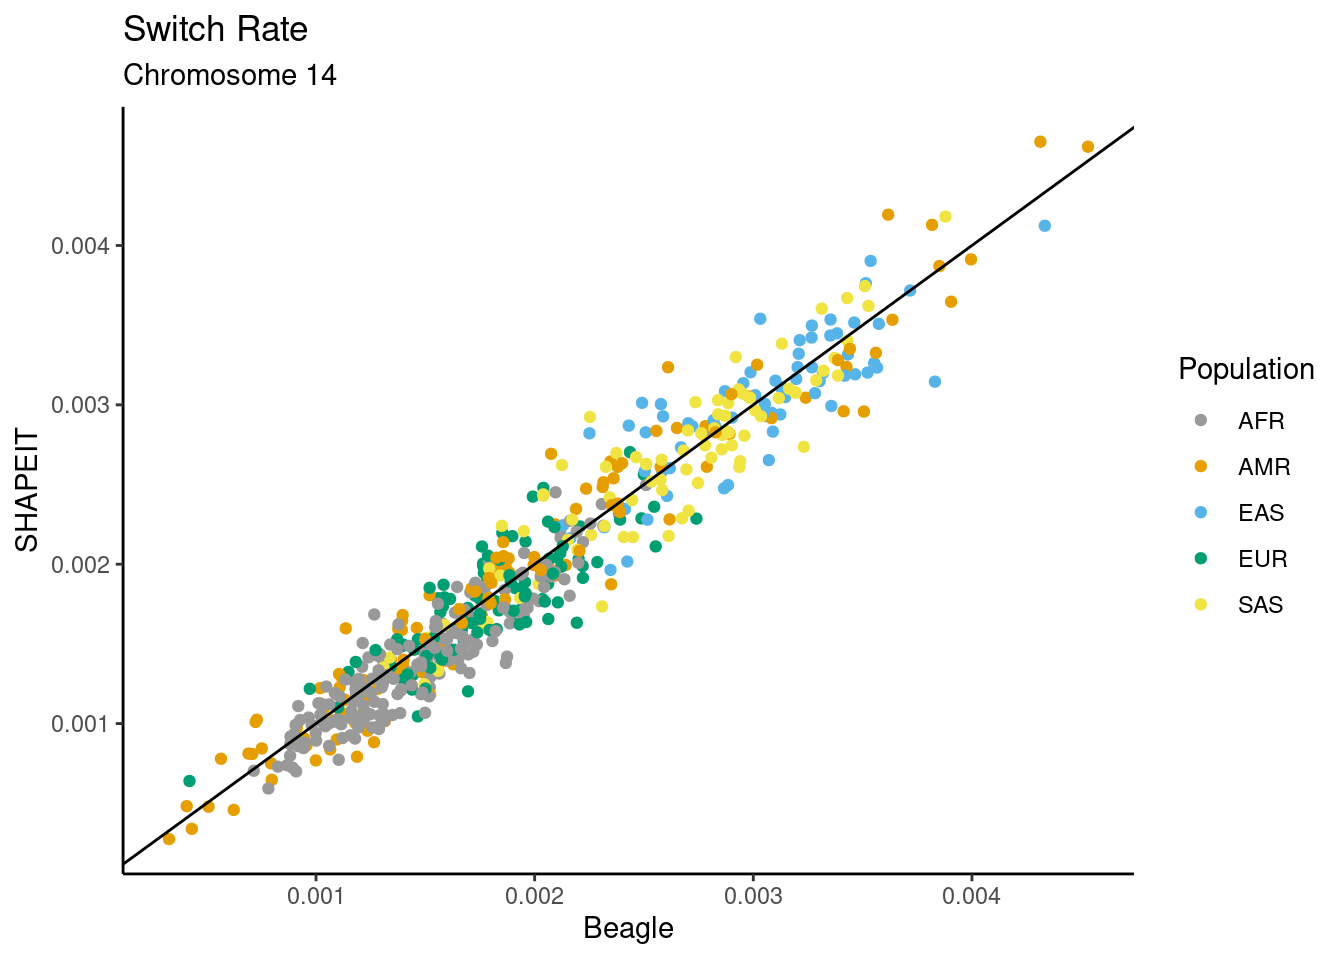 Switch Rate
Chromosome 14
SHAPEIT
0.004
0.003
0.002
0.001
0.001
0.002
0.003
0.004
Beagle
Population
AFR
AMR
EAS
EUR
SAS